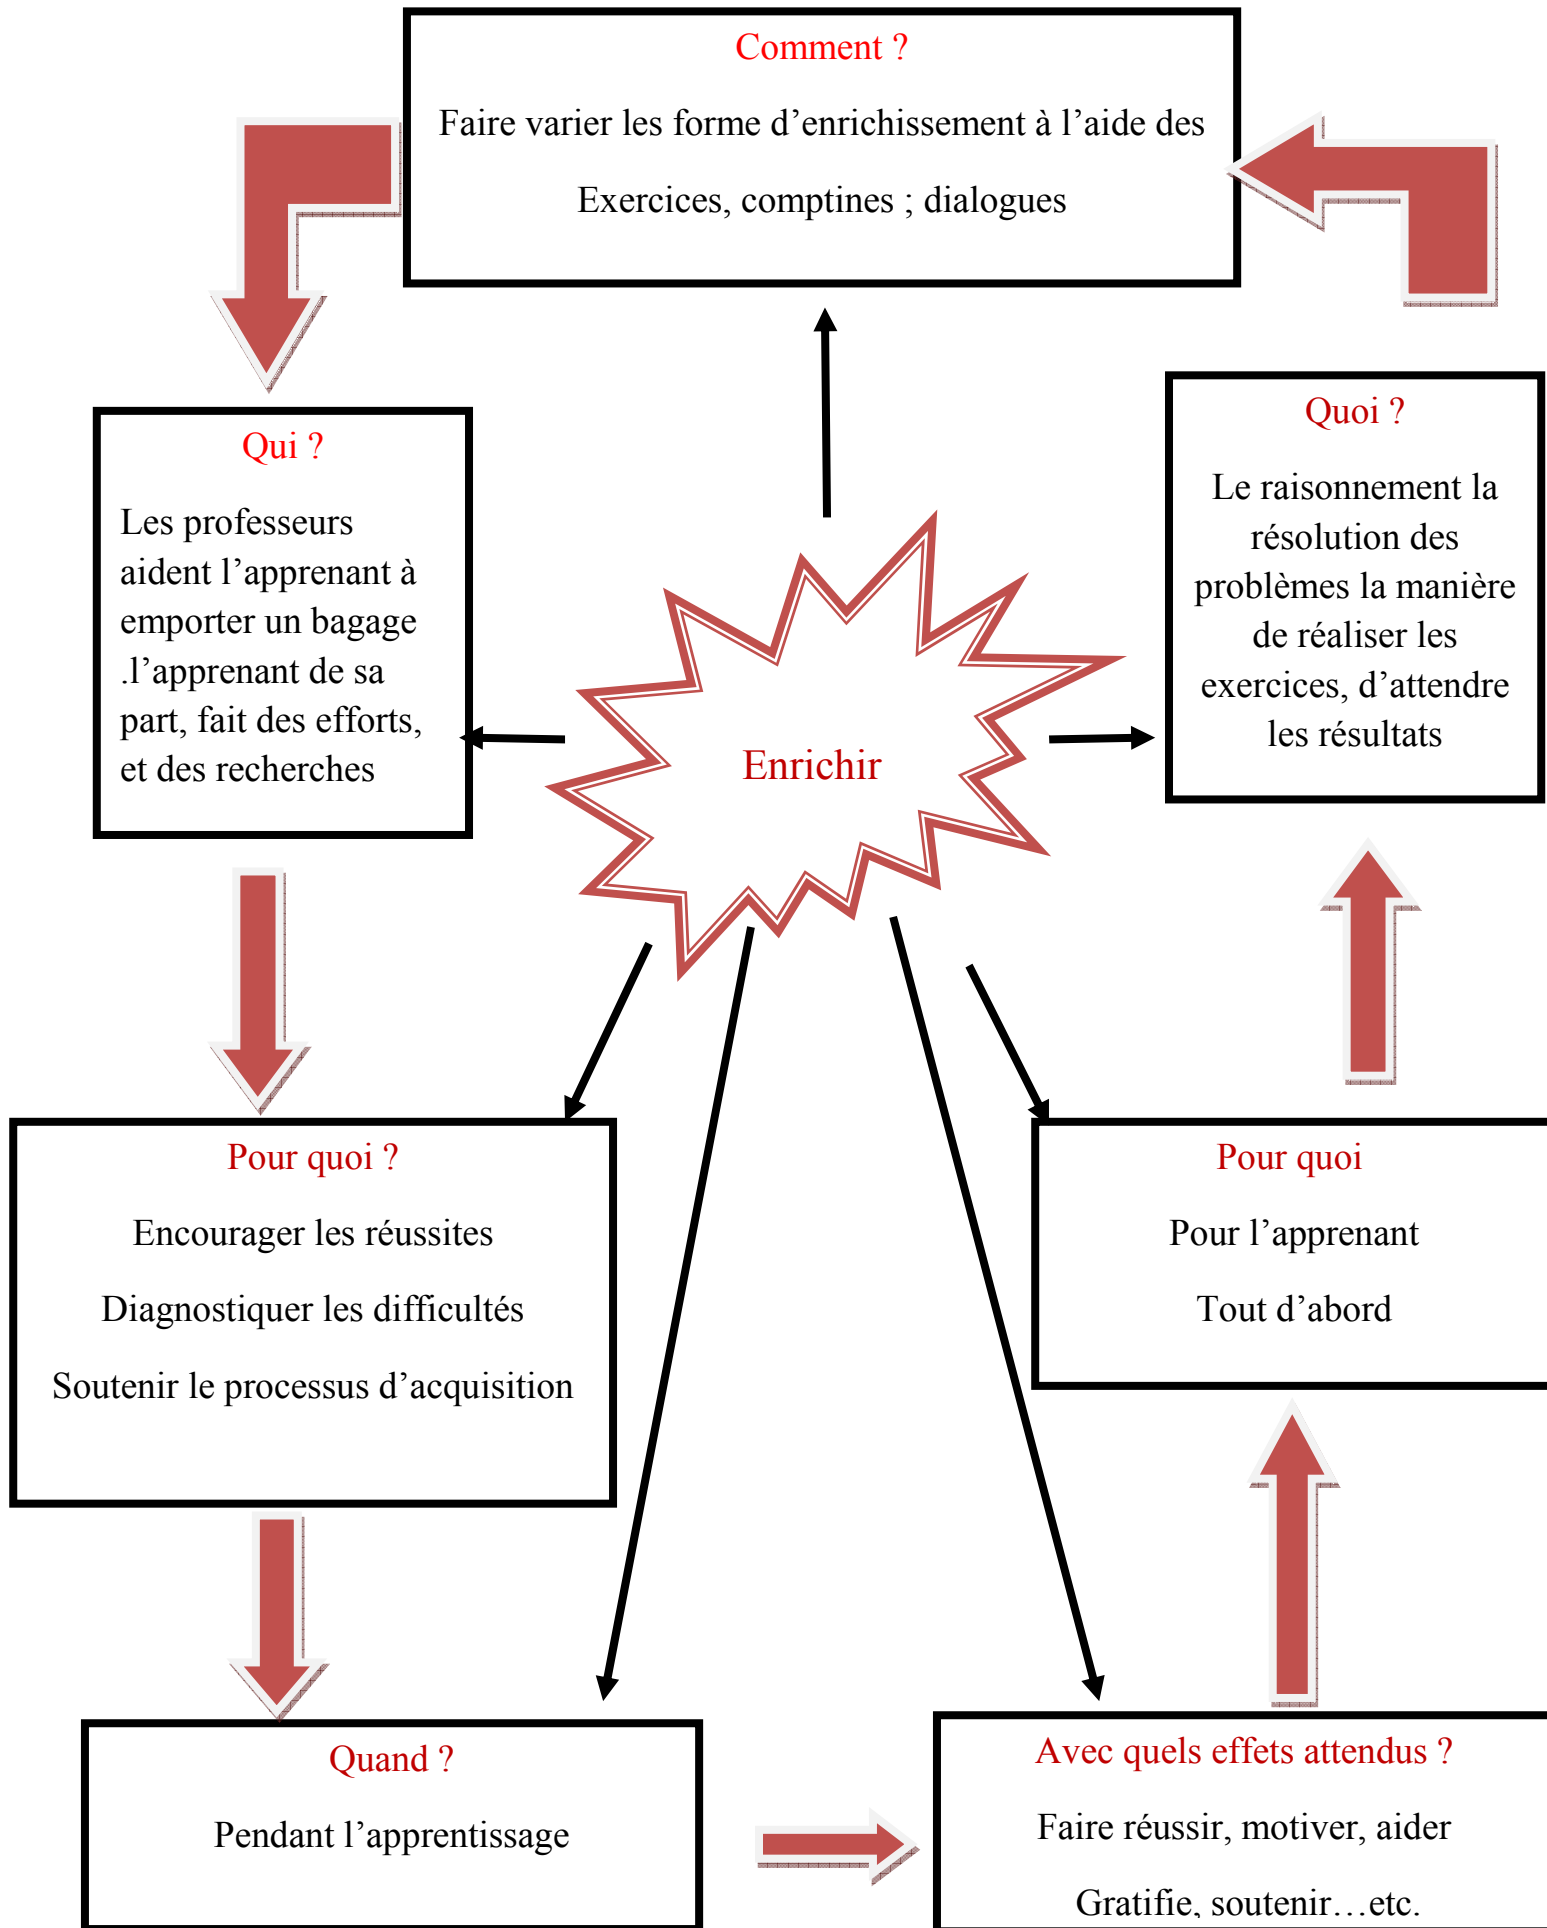 Comment ?
Faire varier les forme d’enrichissement à l’aide des
Exercices, comptines ; dialogues
Qui ?
Les professeurs
aident l’apprenant à
emporter un bagage
.l’apprenant de sa
part, fait des efforts,
et des recherches
Quoi ?
Le raisonnement la
résolution des
problèmes la manière
de réaliser les
exercices, d’attendre
les résultats
Enrichir
Pour quoi ?
Encourager les réussites
Diagnostiquer les difficultés
Soutenir le processus d’acquisition
Pour quoi
Pour l’apprenant
Tout d’abord
Quand ?
Pendant l’apprentissage
Avec quels effets attendus ?
Faire réussir, motiver, aider
Gratifie, soutenir…etc.